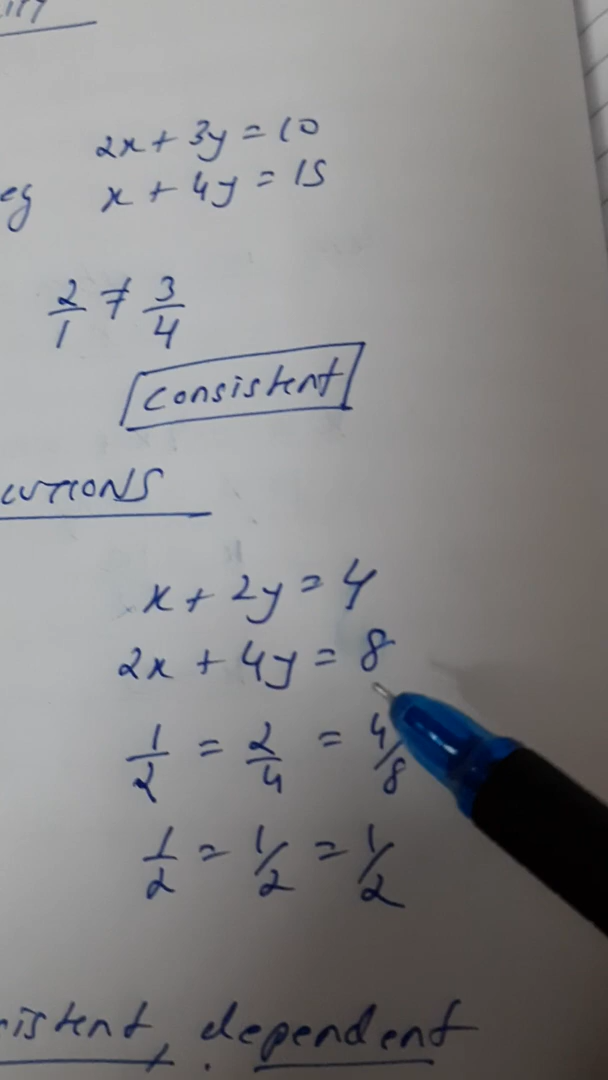 2x + 3y = 10
eg x + 4y = 15
2/1 ≠ 3/4
Consistent
x + 2y = 4
2x + 4y = 8
1/2 = 2/4 = 4/8
1/2 = 1/2 = 1/2
dependent